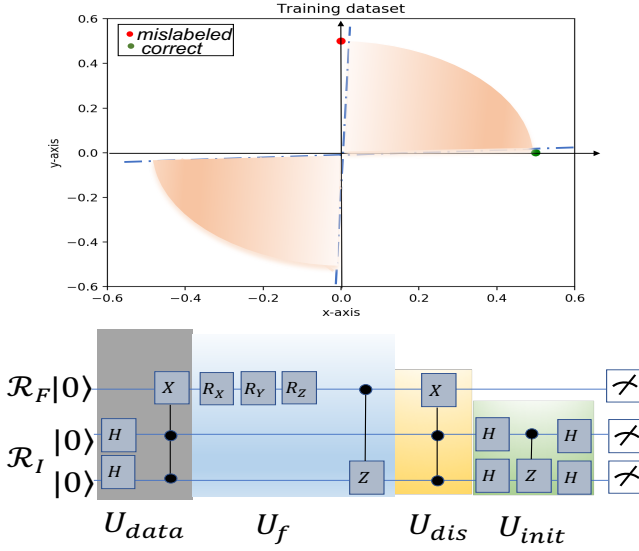 Training dataset
mislabeled
correct
0.6
0.4
0.2
0.0
−0.2
−0.4
−0.6
y-axis
−0.6 −0.4 −0.2 0.0 0.2 0.4 0.6
x-axis
ℛ_F |0⟩ X R_X R_Y R_Z X
ℛ_I |0⟩ H H H
|0⟩ H Z H Z H
U_data U_f U_dis U_init